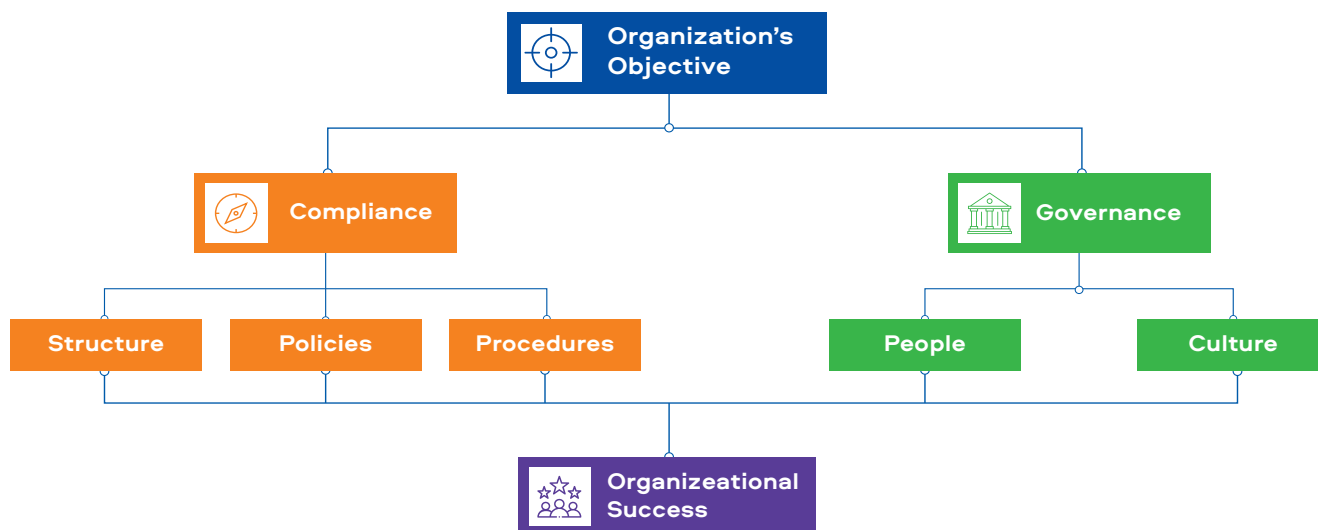 Organization's
Objective
Compliance
Governance
Structure
Policies
Procedures
People
Culture
Organizeational
Success